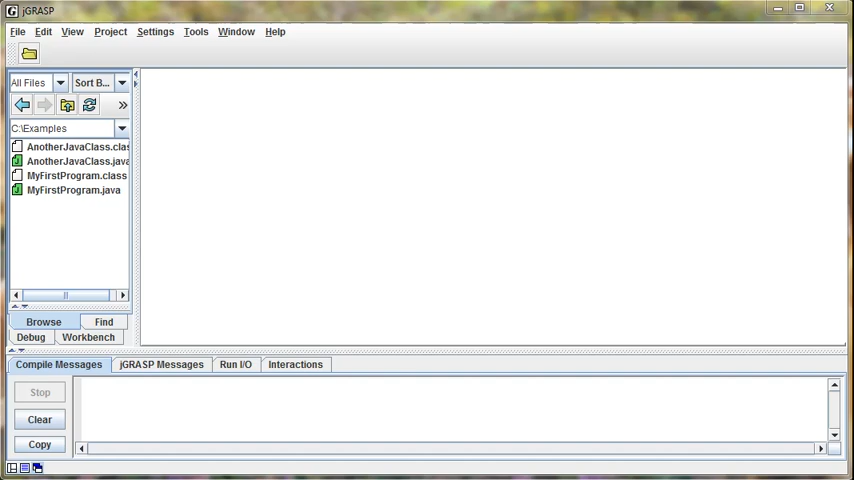 jGRASP
File Edit View Project Settings Tools Window Help
All Files Sort B...
C:\Examples
AnotherJavaClass.clas
AnotherJavaClass.java
MyFirstProgram.class
MyFirstProgram.java
Browse Find
Debug Workbench
Compile Messages jGRASP Messages Run I/O Interactions
Stop
Clear
Copy